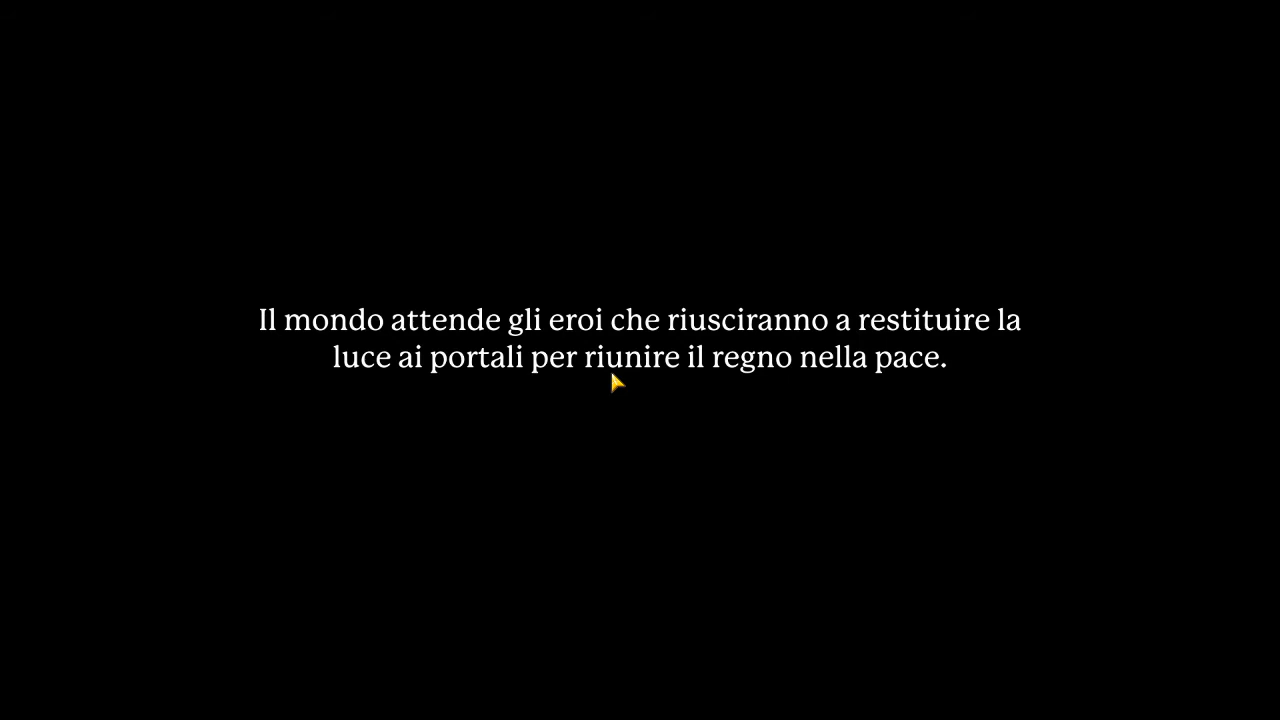 Il mondo attende gli eroi che riusciranno a restituire la
luce ai portali per riunire il regno nella pace.